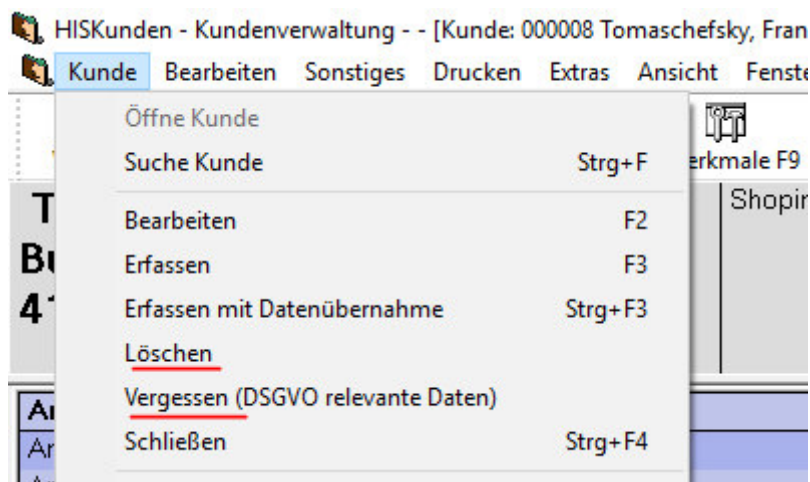 HISKunden - Kundenverwaltung - - [Kunde: 000008 Tomaschefsky, Fran
Kunde Bearbeiten Sonstiges Drucken Extras Ansicht Fenste
Öffne Kunde
Suche Kunde Strg+F
erkmale F9
Shopin
Bearbeiten F2
Erfassen F3
Erfassen mit Datenübernahme Strg+F3
Löschen
Vergessen (DSGVO relevante Daten)
Schließen Strg+F4